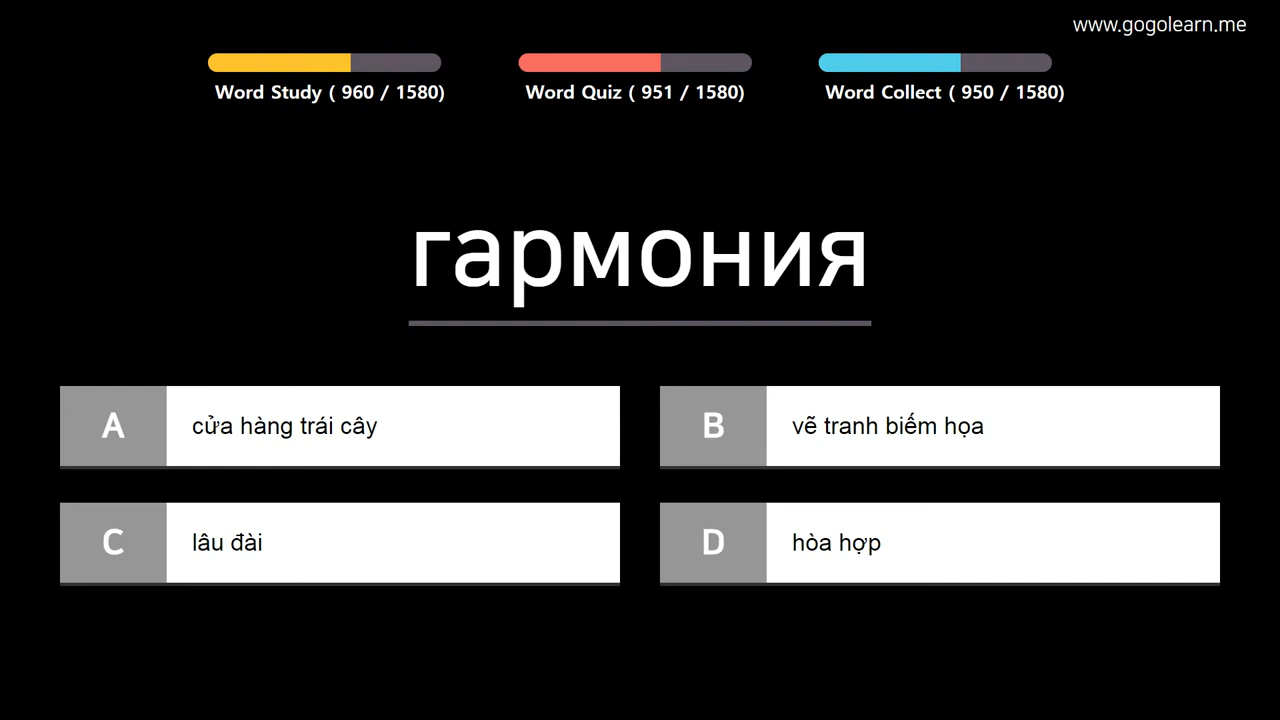 www.gogolearn.me
Word Study ( 960 / 1580)
Word Quiz ( 951 / 1580)
Word Collect ( 950 / 1580)
гармония
A cửa hàng trái cây
B vẽ tranh biếm họa
C lâu đài
D hòa hợp